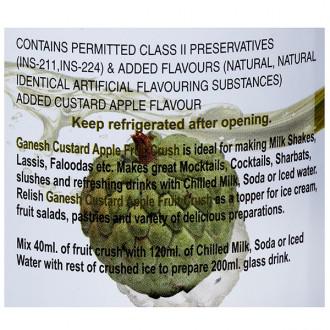 CONTAINS PERMITTED CLASS II PRESERVATIVES
(INS-211,INS-224) & ADDED FLAVOURS (NATURAL, NATURAL
IDENTICAL ARTIFICIAL FLAVOURING SUBSTANCES)
ADDED CUSTARD APPLE FLAVOUR
Keep refrigerated after opening.
Ganesh Custard Apple Fruit Crush is ideal for making Milk Shakes,
Lassis, Faloodas etc. Makes great Mocktails, Cocktails, Sharbats,
slushes and refreshing drinks with Chilled Milk, Soda or Iced water.
Relish Ganesh Custard Apple Fruit Crush as a topper for ice cream,
fruit salads, pastries and variety of delicious preparations.
Mix 40ml. of fruit crush with 120ml. of Chilled Milk, Soda or Iced
Water with rest of crushed ice to prepare 200ml. glass drink.